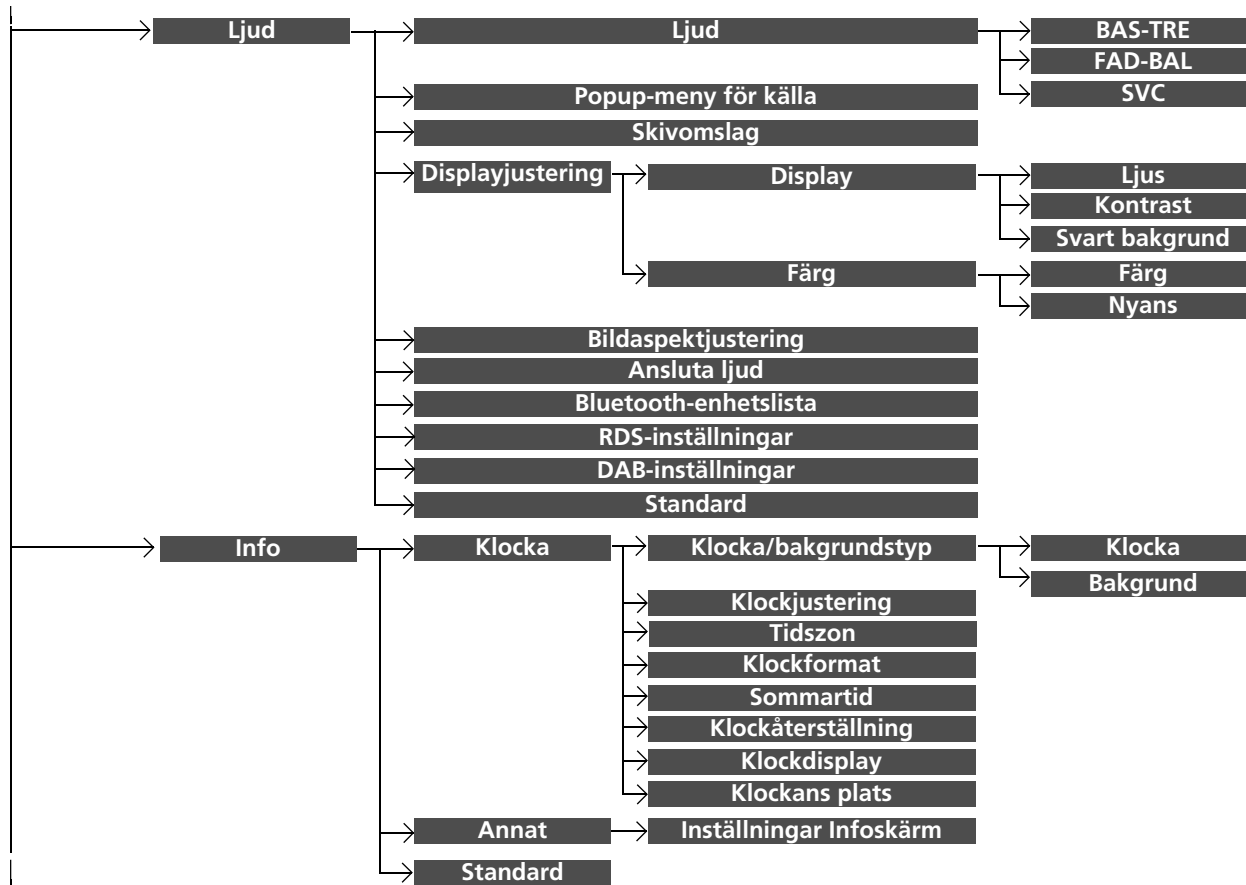 Ljud
Ljud
BAS-TRE
FAD-BAL
SVC
Popup-meny för källa
Skivomslag
Displayjustering
Display
Ljus
Kontrast
Svart bakgrund
Färg
Färg
Nyans
Bildaspektjustering
Ansluta ljud
Bluetooth-enhetslista
RDS-inställningar
DAB-inställningar
Standard
Info
Klocka
Klocka/bakgrundstyp
Klocka
Bakgrund
Klockjustering
Tidszon
Klockformat
Sommartid
Klockåterställning
Klockdisplay
Klockans plats
Annat
Inställningar Infoskärm
Standard